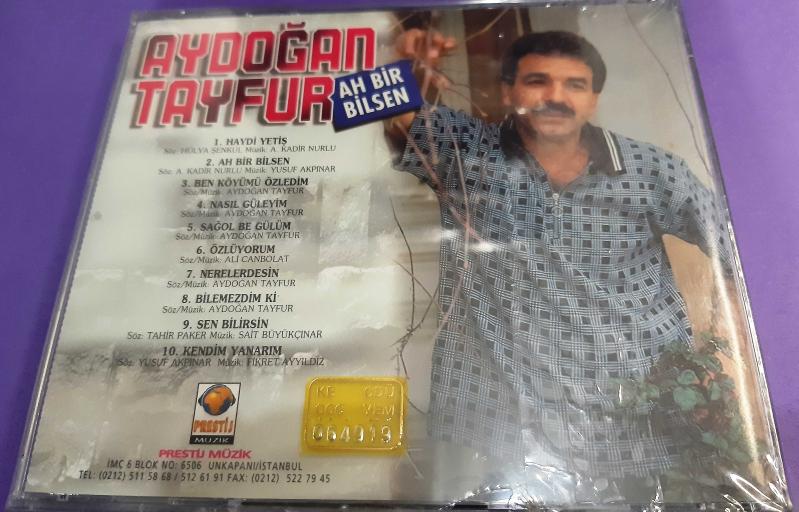 AYDOĞAN
TAYFUR
AH BİR
BİLSEN
1. HAYDİ YETİŞ
Söz: HÜLYA ŞENKUL Müzik: A. KADİR NURLU
2. AH BİR BİLSEN
Söz: A. KADİR NURLU Müzik: YUSUF AKPINAR
3. BEN KÖYÜMÜ ÖZLEDİM
Söz/Müzik: AYDOĞAN TAYFUR
4. NASIL GÜLEYİM
Söz/Müzik: AYDOĞAN TAYFUR
5. SAĞOL BE GÜLÜM
Söz/Müzik: AYDOĞAN TAYFUR
6. ÖZLÜYORUM
Söz/Müzik: ALİ CANBOLAT
7. NERELERDESİN
Söz/Müzik: AYDOĞAN TAYFUR
8. BİLEMEZDİM Kİ
Söz/Müzik: AYDOĞAN TAYFUR
9. SEN BİLİRSİN
Söz: TAHİR PAKER Müzik: SAİT BÜYÜKÇINAR
10. KENDİM YANARIM
Söz: YUSUF AKPINAR Müzik: FİKRET AYYILDIZ
PRESTİJ
MÜZİK
064919
PRESTİJ MÜZİK
İMÇ 6 BLOK NO: 6506 UNKAPANI/İSTANBUL
TEL: (0212) 511 58 68 / 512 61 91 FAX: (0212) 522 79 45